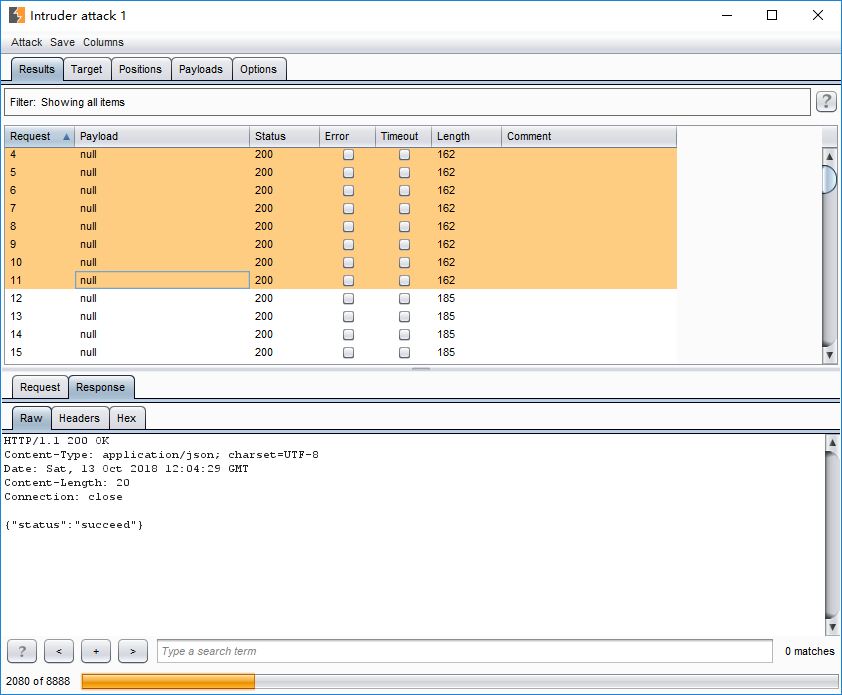 Intruder attack 1
Attack Save Columns
Results Target Positions Payloads Options
Filter: Showing all items ?
Request Payload Status Error Timeout Length Comment
4 null 200 162
5 null 200 162
6 null 200 162
7 null 200 162
8 null 200 162
9 null 200 162
10 null 200 162
11 null 200 162
12 null 200 185
13 null 200 185
14 null 200 185
15 null 200 185
Request Response
Raw Headers Hex
HTTP/1.1 200 OK
Content-Type: application/json; charset=UTF-8
Date: Sat, 13 Oct 2018 12:04:29 GMT
Content-Length: 20
Connection: close
{"status":"succeed"}
? < + > Type a search term 0 matches
2080 of 8888